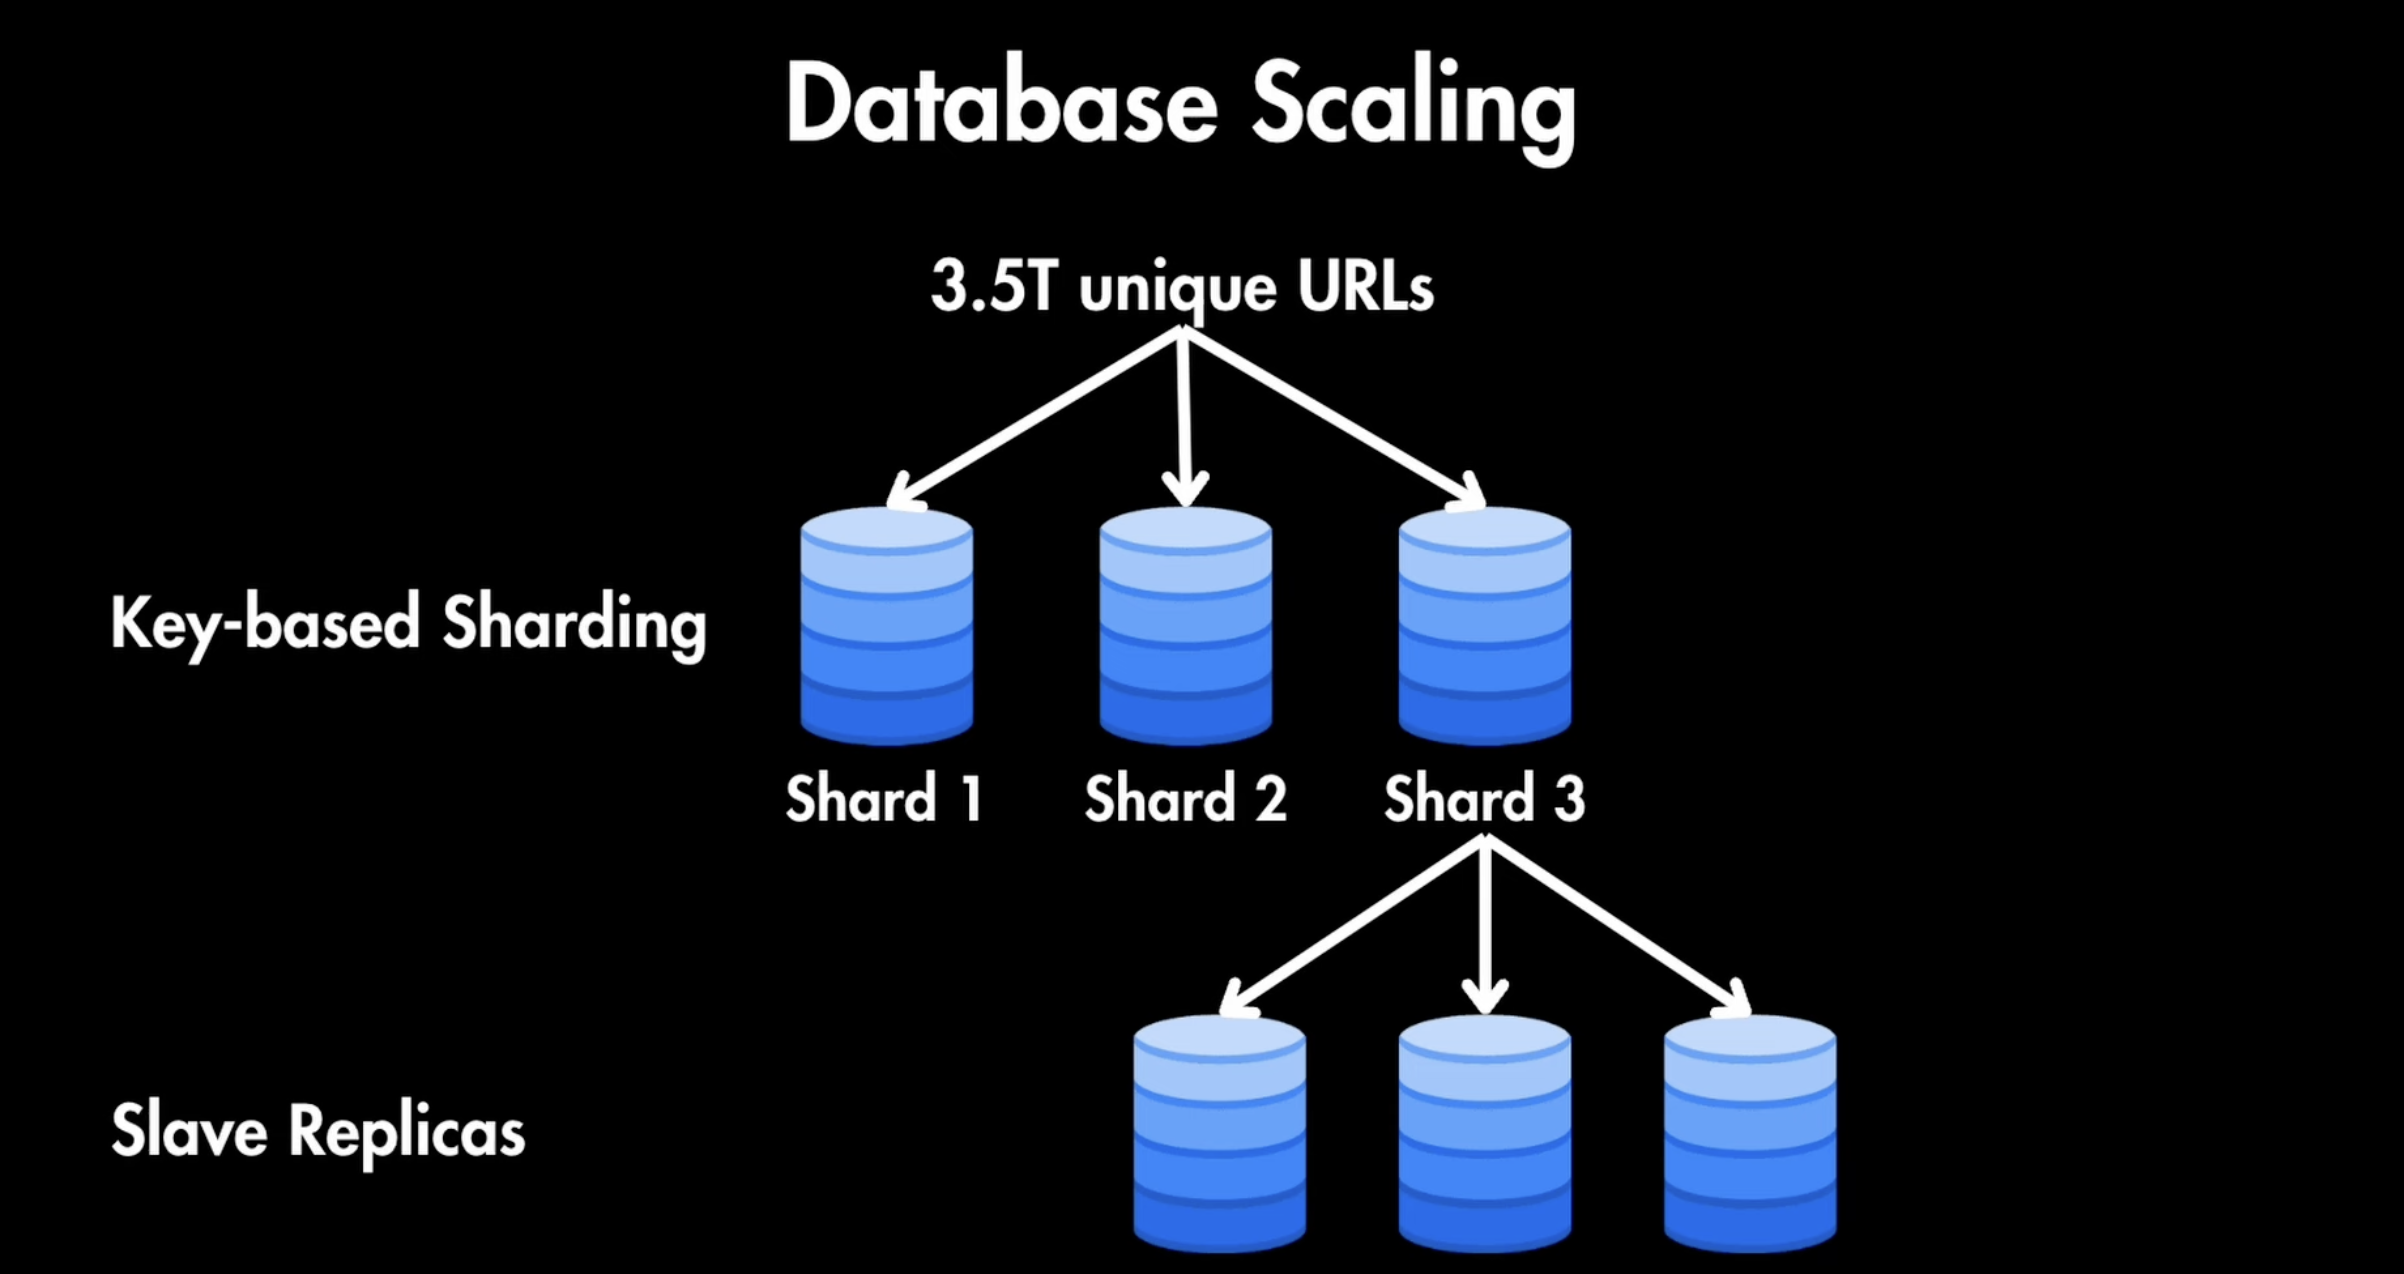 Database Scaling
3.5T unique URLs
Key-based Sharding
Shard 1
Shard 2
Shard 3
Slave Replicas